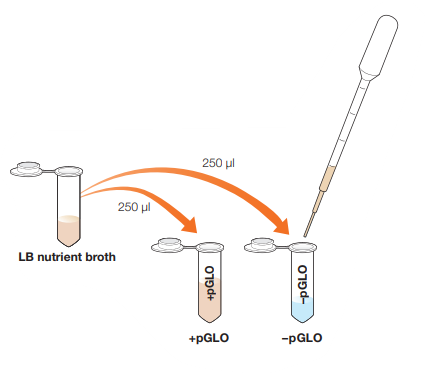 250 µl
250 µl
LB nutrient broth
+pGLO
–pGLO
+pGLO
–pGLO